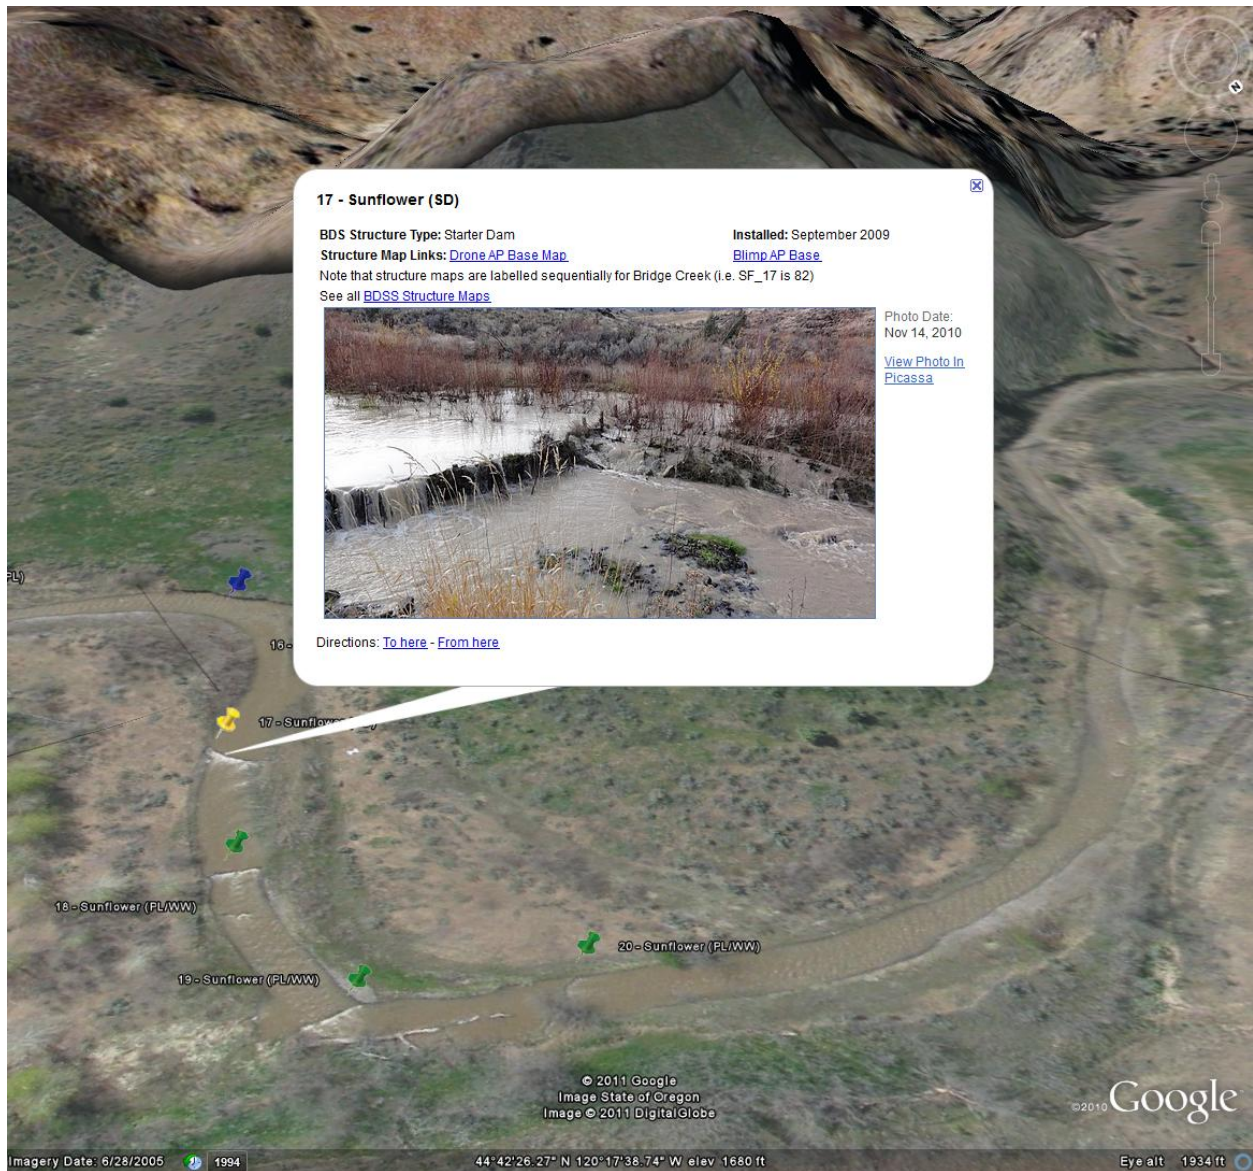 17 - Sunflower (SD)
BDS Structure Type: Starter Dam
Installed: September 2009
Structure Map Links: Drone AP Base Map
Blimp AP Base
Note that structure maps are labelled sequentially for Bridge Creek (i.e. SF_17 is 82)
See all BDSS Structure Maps
Photo Date:
Nov 14, 2010
View Photo In
Picassa
Directions: To here - From here
N
PL)
16 -
17 - Sunflower
18 - Sunflower (PL/WW)
20 - Sunflower (PL/WW)
19 - Sunflower (PL/WW)
© 2011 Google
Image State of Oregon
Image © 2011 DigitalGlobe
©2010 Google
Imagery Date: 6/28/2005
1994
44°42'26.27" N 120°17'38.74" W elev 1680 ft
Eye alt 1934 ft